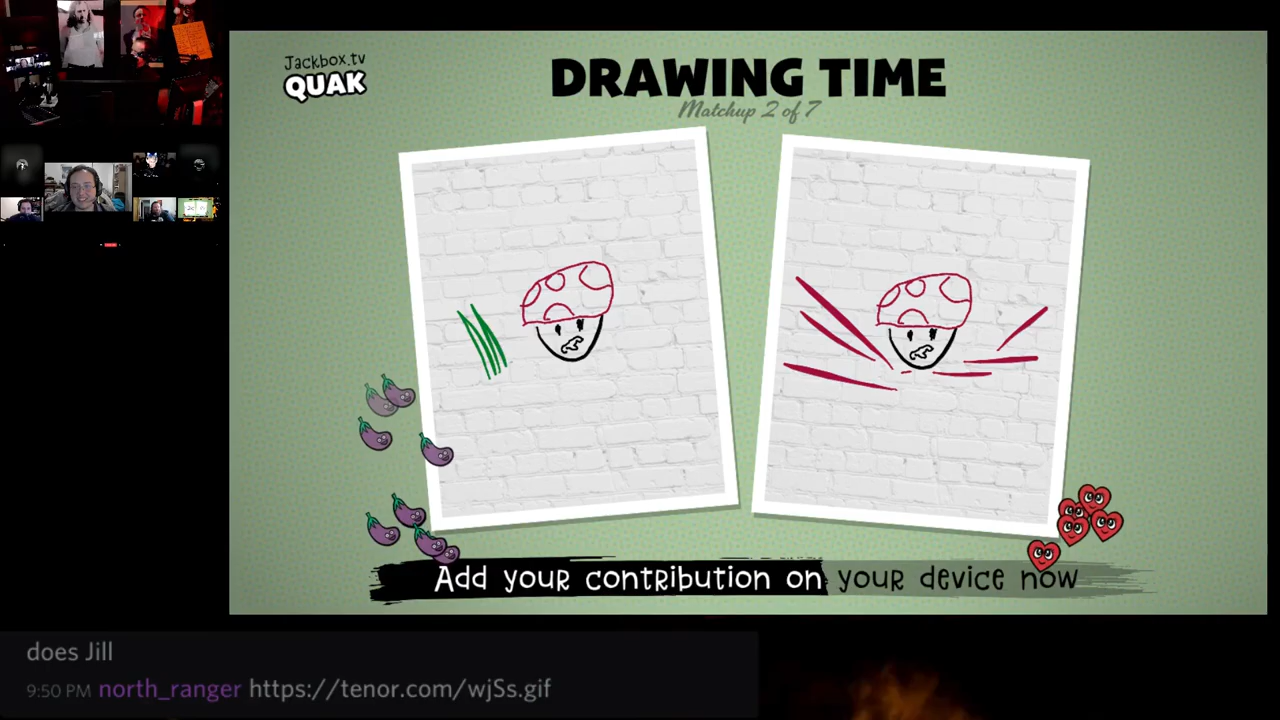 Jackbox.tv
QUAK
DRAWING TIME
Matchup 2 of 7
Add your contribution on your device now
does Jill
9:50 PM north_ranger https://tenor.com/wjSs.gif